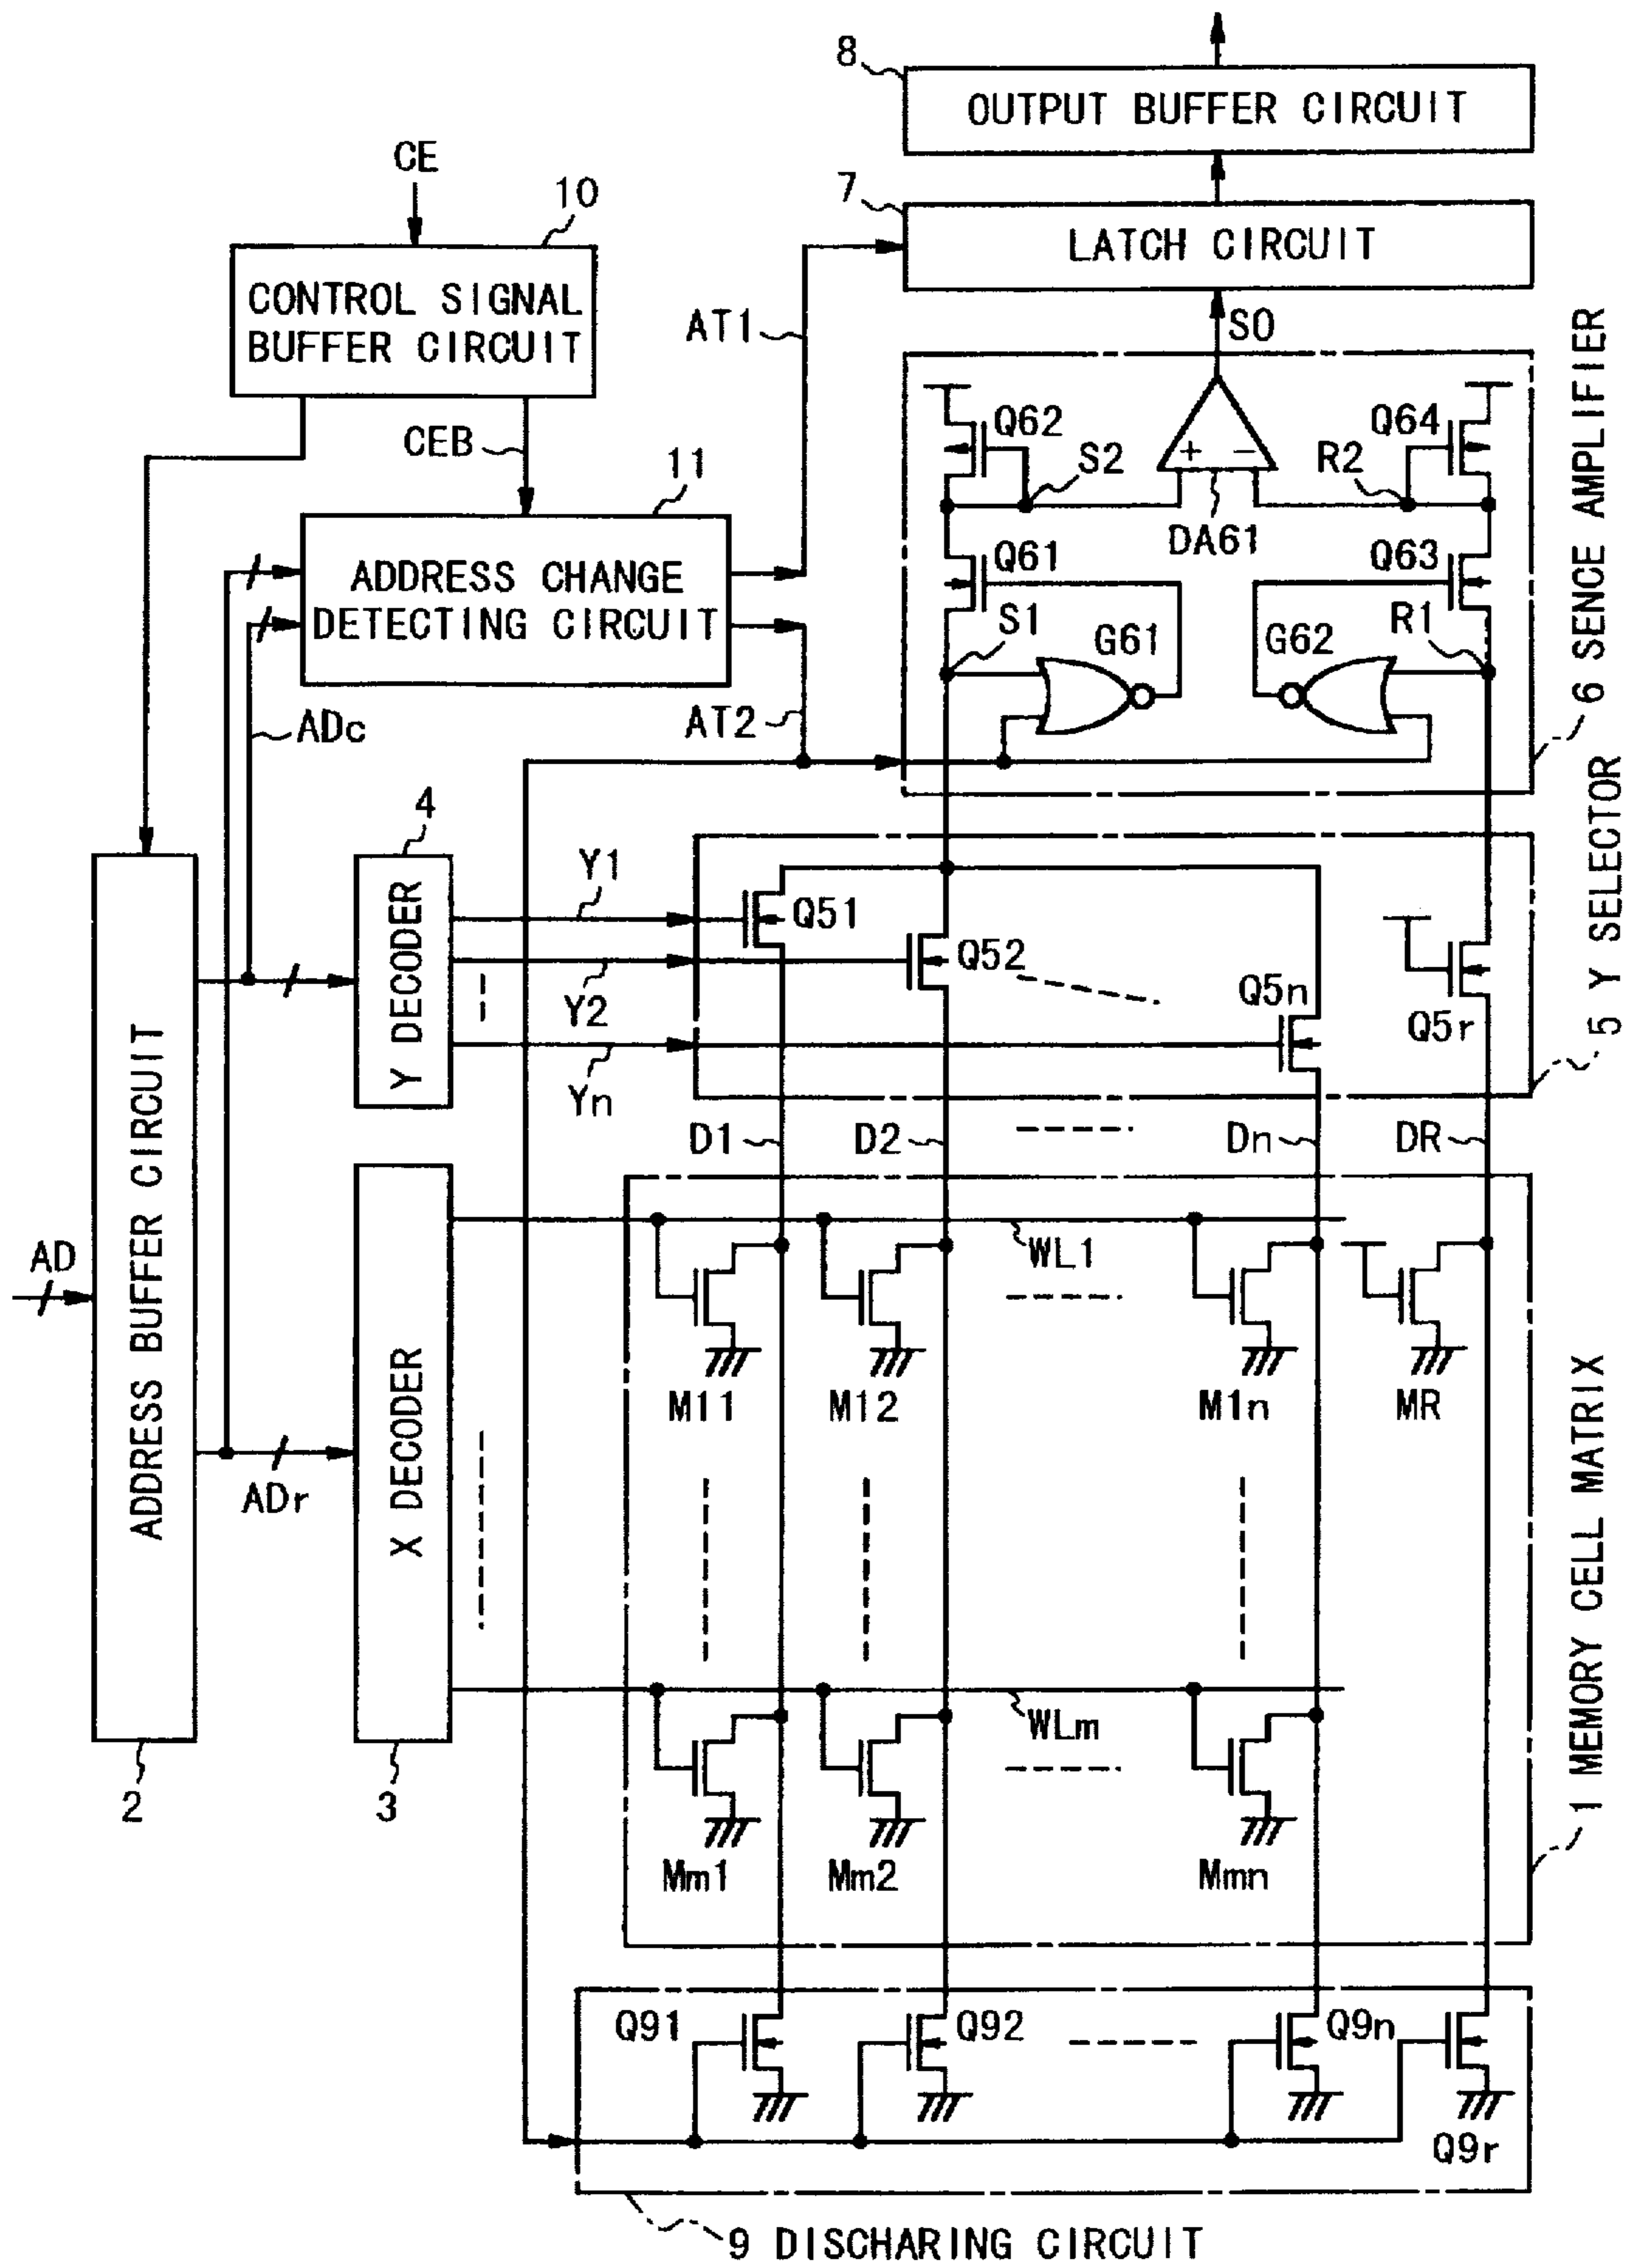 8
OUTPUT BUFFER CIRCUIT
CE
10
7
LATCH CIRCUIT
CONTROL SIGNAL
BUFFER CIRCUIT
AT1
SO
CEB
11
Q62
Q64
S2
R2
+
−
DA61
ADDRESS CHANGE
DETECTING CIRCUIT
Q61
Q63
S1
R1
G61
G62
ADc
AT2
6 SENCE AMPLIFIER
4
Y DECODER
Y1
Q51
Y2
Q52
Q5n
Q5r
Yn
5 Y SELECTOR
D1
D2
Dn
DR
AD
ADDRESS BUFFER CIRCUIT
2
ADr
X DECODER
3
WL1
M11
M12
M1n
MR
WLm
Mm1
Mm2
Mmn
1 MEMORY CELL MATRIX
Q91
Q92
Q9n
Q9r
9 DISCHARING CIRCUIT